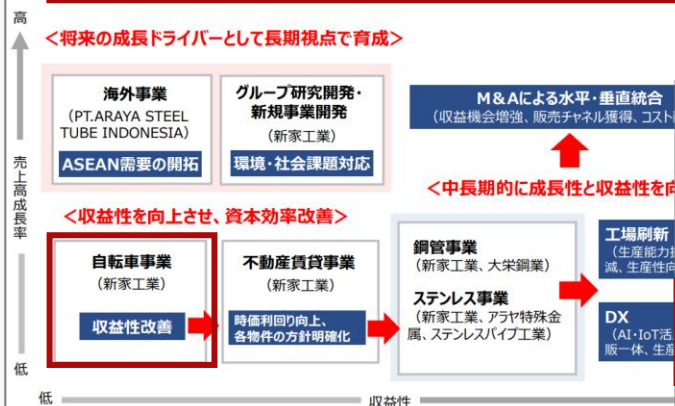 高
<将来の成長ドライバーとして長期視点で育成>
海外事業
(PT.ARAYA STEEL
TUBE INDONESIA)
ASEAN需要の開拓
グループ研究開発・
新規事業開発
(新家工業)
環境・社会課題対応
M&Aによる水平・垂直統合
(収益機会増強、販売チャネル獲得、コスト
売上高成長率
<中長期的に成長性と収益性を向
<収益性を向上させ、資本効率改善>
自転車事業
(新家工業)
収益性改善
不動産賃貸事業
(新家工業)
時価利回り向上、
各物件の方針明確化
鋼管事業
(新家工業、大栄鋼業)
ステンレス事業
(新家工業、アラヤ特殊金
属、ステンレスパイプ工業)
工場刷新
(生産能力
減、生産性向
DX
(AI・IoT活
販一体、生産
低
低
収益性